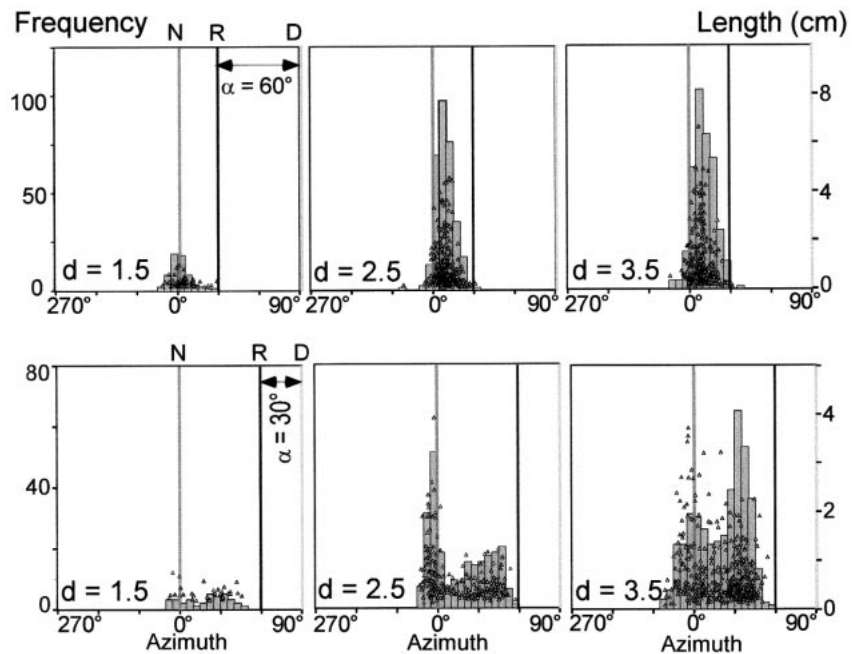 Frequency N R D Length (cm)
α = 60°
100
50
0
8
6
4
2
0
d = 1.5 d = 2.5 d = 3.5
270° 0° 90° 270° 0° 90° 270° 0° 90°
N R D
α = 30°
80
40
0
4
2
0
d = 1.5 d = 2.5 d = 3.5
270° 0° 90° 270° 0° 90° 270° 0° 90°
Azimuth Azimuth Azimuth